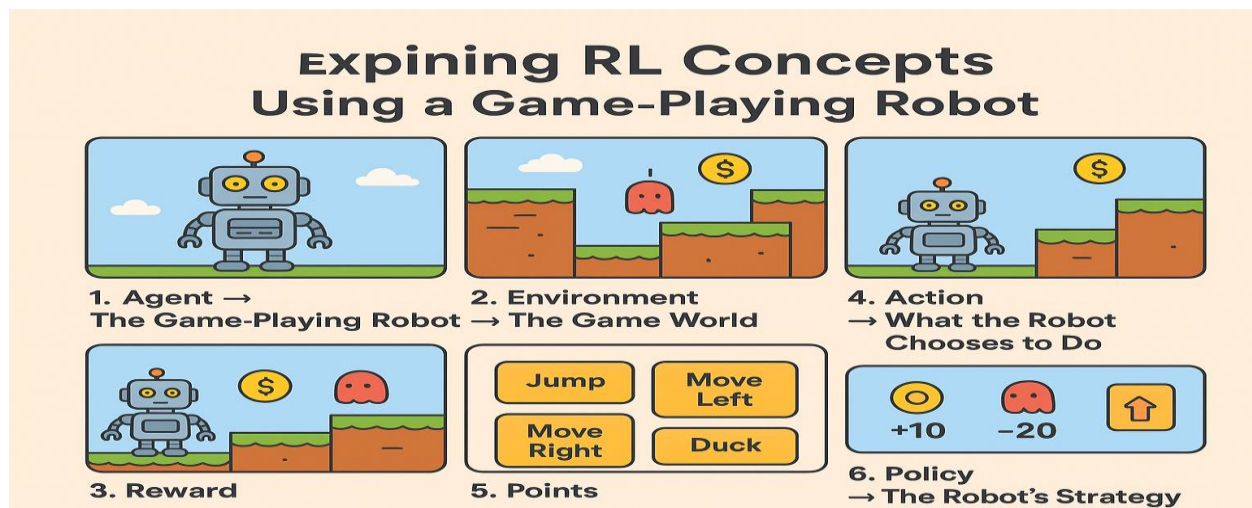 Expining RL Concepts
Using a Game-Playing Robot
$
$
1. Agent →
The Game-Playing Robot
2. Environment
→ The Game World
4. Action
→ What the Robot
Chooses to Do
$
Jump
Move
Left
Move
Right
Duck
+10
-20
3. Reward
5. Points
6. Policy
→ The Robot's Strategy